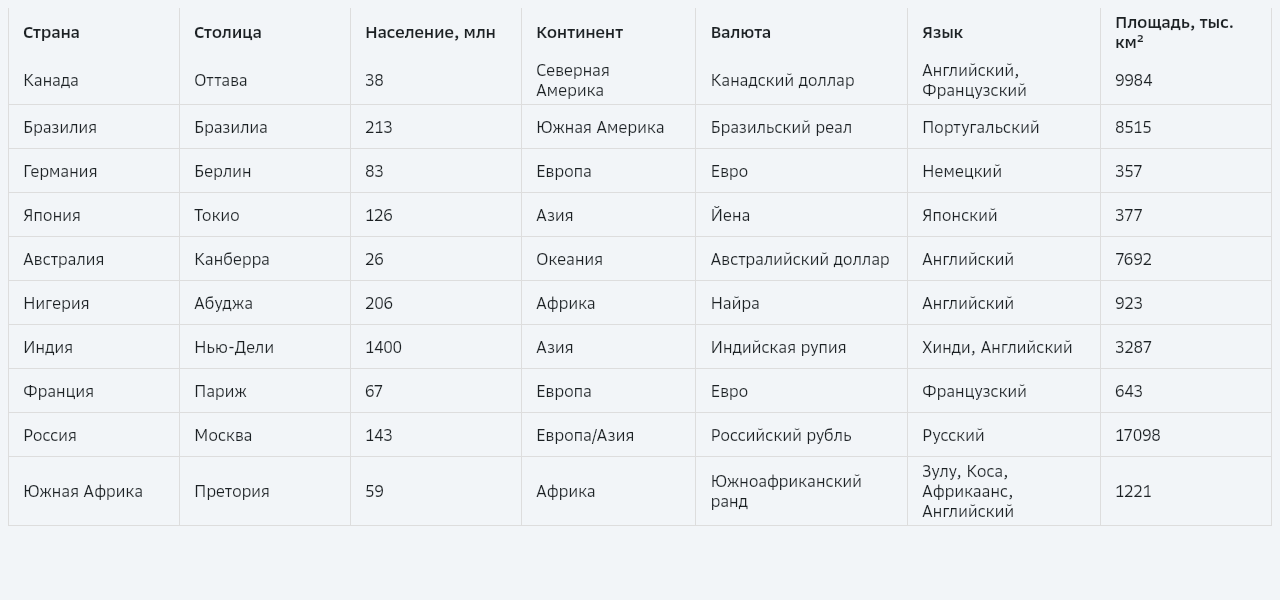 Страна Столица Население, млн Континент Валюта Язык Площадь, тыс. км²
Канада Оттава 38 Северная Америка Канадский доллар Английский, Французский 9984
Бразилия Бразилиа 213 Южная Америка Бразильский реал Португальский 8515
Германия Берлин 83 Европа Евро Немецкий 357
Япония Токио 126 Азия Йена Японский 377
Австралия Канберра 26 Океания Австралийский доллар Английский 7692
Нигерия Абуджа 206 Африка Найра Английский 923
Индия Нью-Дели 1400 Азия Индийская рупия Хинди, Английский 3287
Франция Париж 67 Европа Евро Французский 643
Россия Москва 143 Европа/Азия Российский рубль Русский 17098
Южная Африка Претория 59 Африка Южноафриканский ранд Зулу, Коса, Африкаанс, Английский 1221